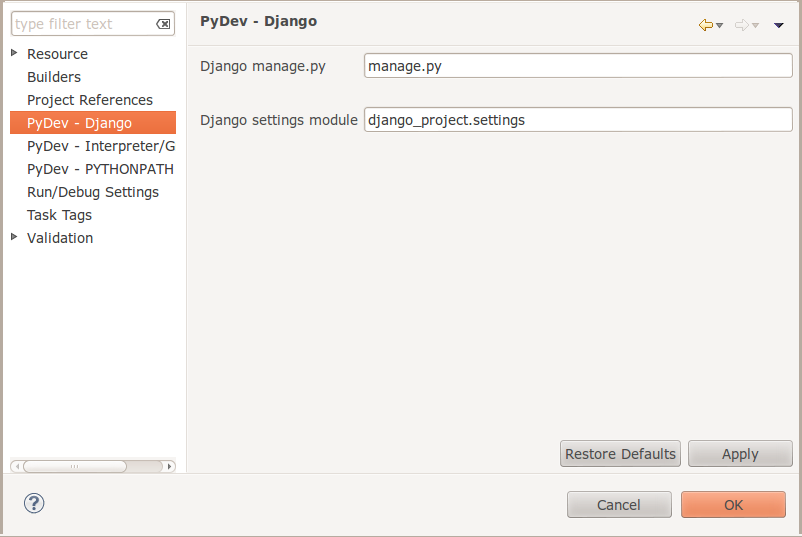 type filter text
Resource
Builders
Project References
PyDev - Django
PyDev - Interpreter/G
PyDev - PYTHONPATH
Run/Debug Settings
Task Tags
Validation
PyDev - Django
Django manage.py manage.py
Django settings module django_project.settings
Restore Defaults Apply
? Cancel OK